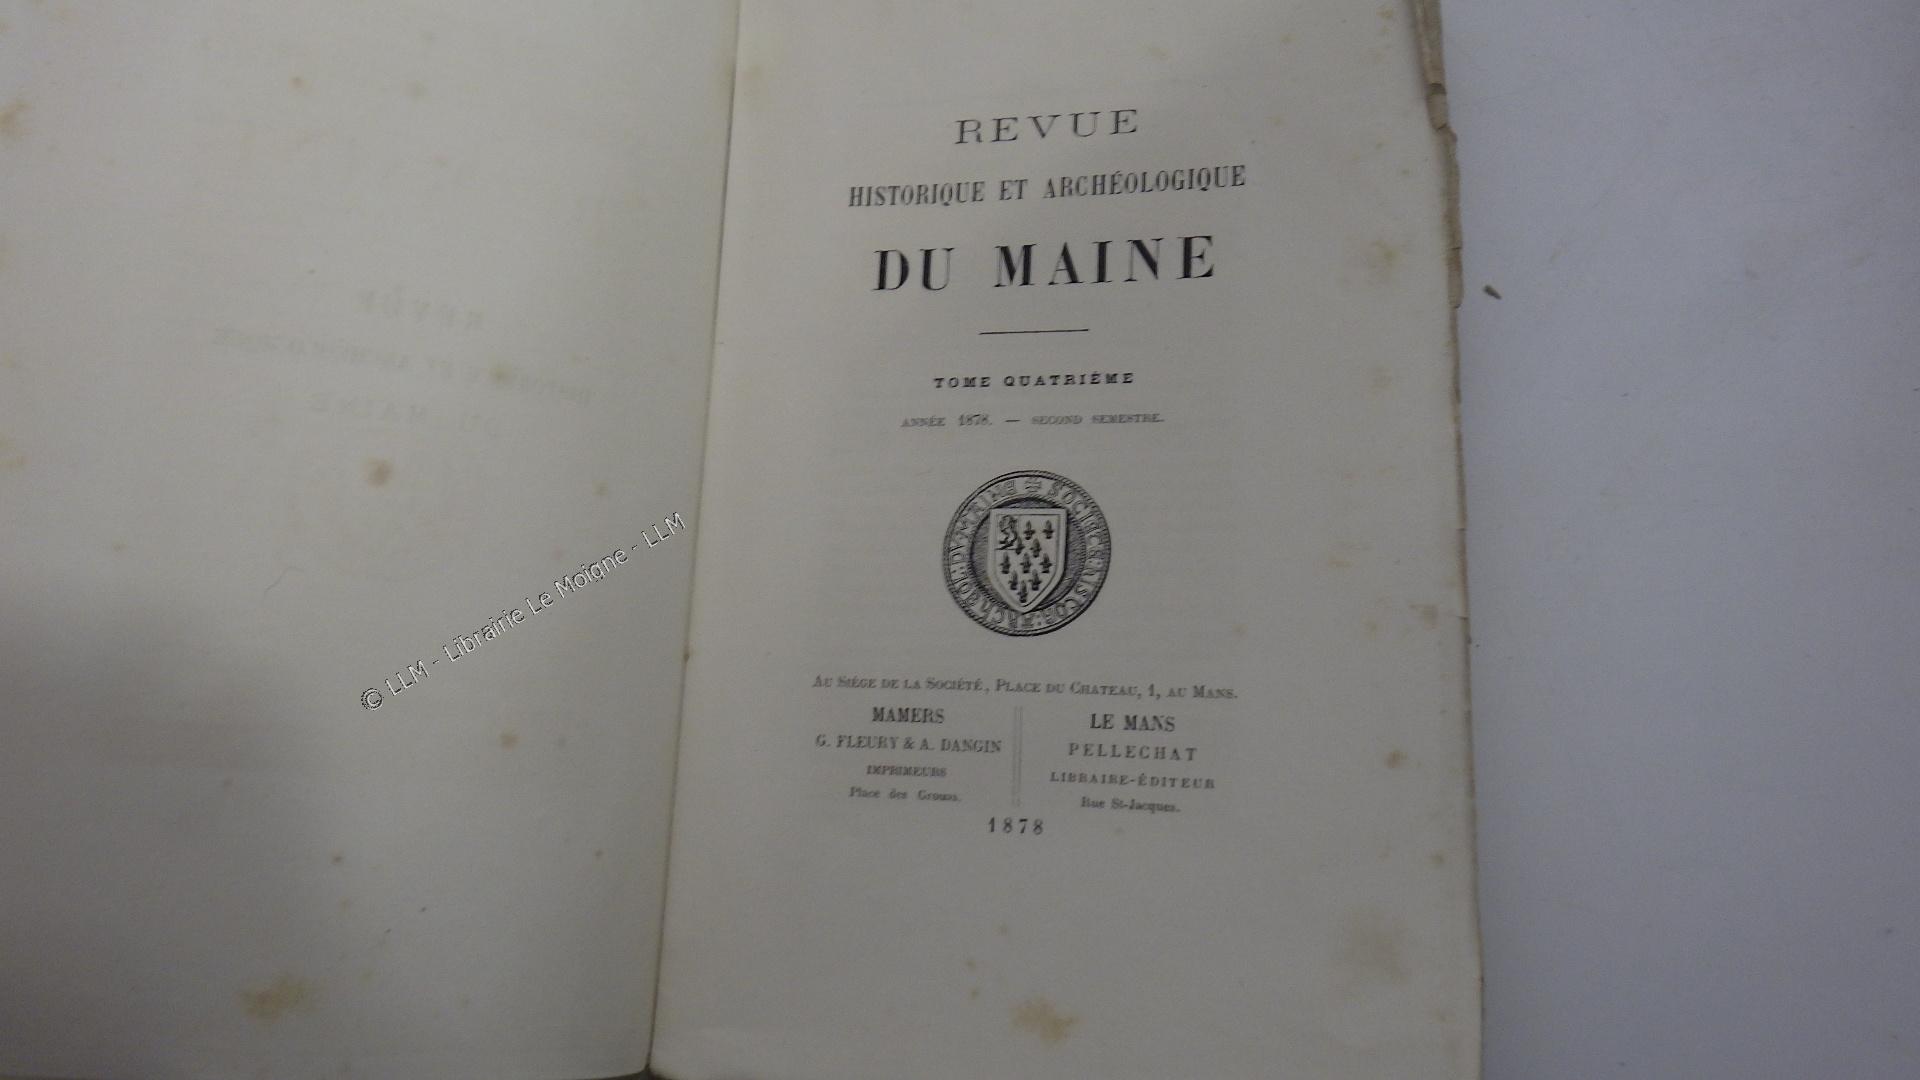 REVUE
HISTORIQUE ET ARCHÉOLOGIQUE
DU MAINE
TOME QUATRIÈME
ANNÉE 1878. — SECOND SEMESTRE.
AU SIÉGE DE LA SOCIÉTÉ, PLACE DU CHATEAU, 1, AU MANS.
MAMERS
G. FLEURY & A. DANGIN
IMPRIMEURS
Place des Grouas.
LE MANS
PELLECHAT
LIBRAIRE-ÉDITEUR
Rue St-Jacques.
1878
© LLM - Librairie Le Moigne - LLM